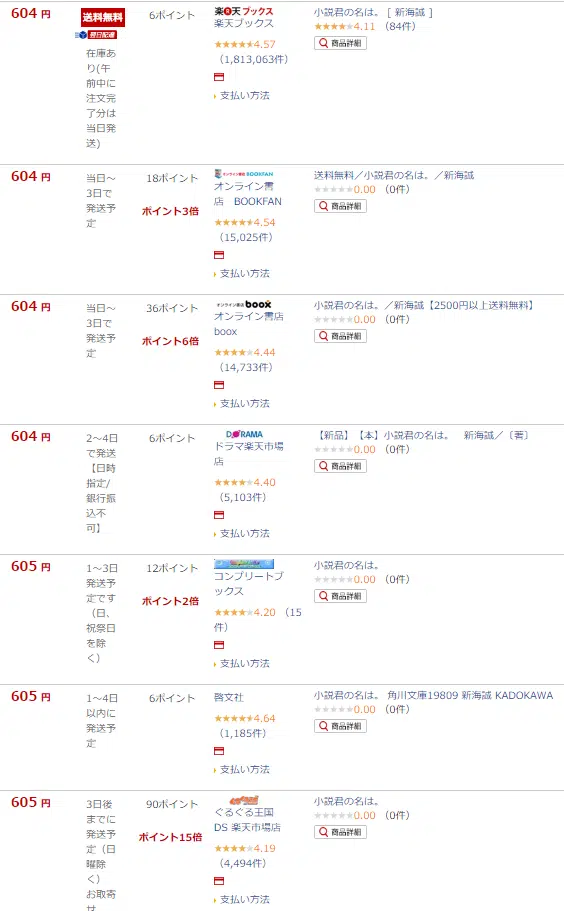 604 円
送料無料
翌日配達
在庫あ
り(午
前中に
注文完
了分は
当日発
送)
6ポイント
楽天ブックス
楽天ブックス
4.57
（1,813,063件）
支払い方法
小説君の名は。 [ 新海誠 ]
4.11 （84件）
商品詳細
604 円
当日～
3日で
発送予
定
18ポイント
ポイント3倍
オンライン書店 BOOKFAN
オンライン書
店　BOOKFAN
4.54
（15,025件）
支払い方法
送料無料／小説君の名は。／新海誠
0.00 （0件）
商品詳細
604 円
当日～
3日で
発送予
定
36ポイント
ポイント6倍
オンライン書店 boox
オンライン書店
boox
4.44
（14,733件）
支払い方法
小説君の名は。／新海誠【2500円以上送料無料】
0.00 （0件）
商品詳細
604 円
2～4日
で発送
【日時
指定/
銀行振
込不
可】
6ポイント
DORAMA
ドラマ楽天市場
店
4.40
（5,103件）
支払い方法
【新品】【本】小説君の名は。　新海誠／〔著〕
0.00 （0件）
商品詳細
605 円
1～3日
発送予
定です
（日、
祝祭日
を除
く）
12ポイント
ポイント2倍
コンプリートブ
ックス
4.20 （15
件）
支払い方法
小説君の名は。
0.00 （0件）
商品詳細
605 円
1～4日
以内に
発送予
定
6ポイント
啓文社
4.64
（1,185件）
支払い方法
小説君の名は。 角川文庫19809 新海誠 KADOKAWA
0.00 （0件）
商品詳細
605 円
3日後
までに
発送予
定（日
曜除
く）
お取寄
90ポイント
ポイント15倍
ぐるぐる王国
DS 楽天市場店
4.19
（4,494件）
支払い方法
小説君の名は。
0.00 （0件）
商品詳細